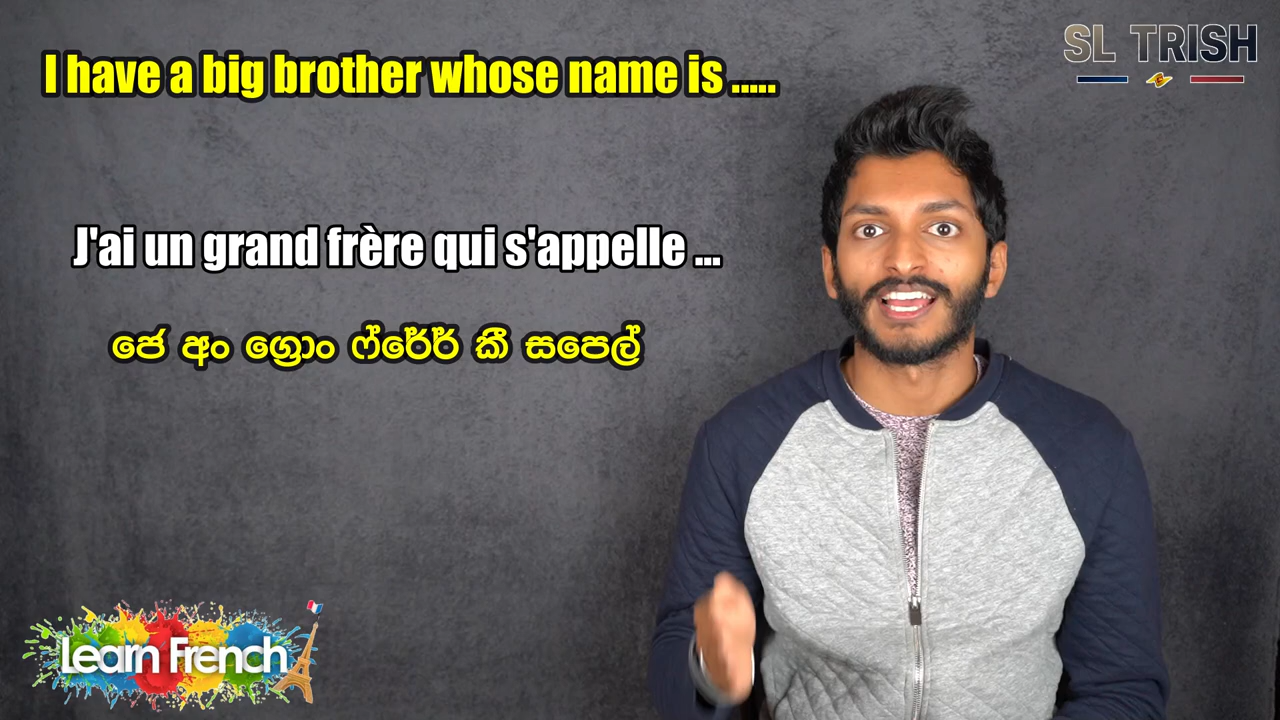 I have a big brother whose name is .....
SL TRISH
J'ai un grand frère qui s'appelle ...
ජෙ අං ග්‍රොං ෆ්රේර් කී සපෙල්
Learn French